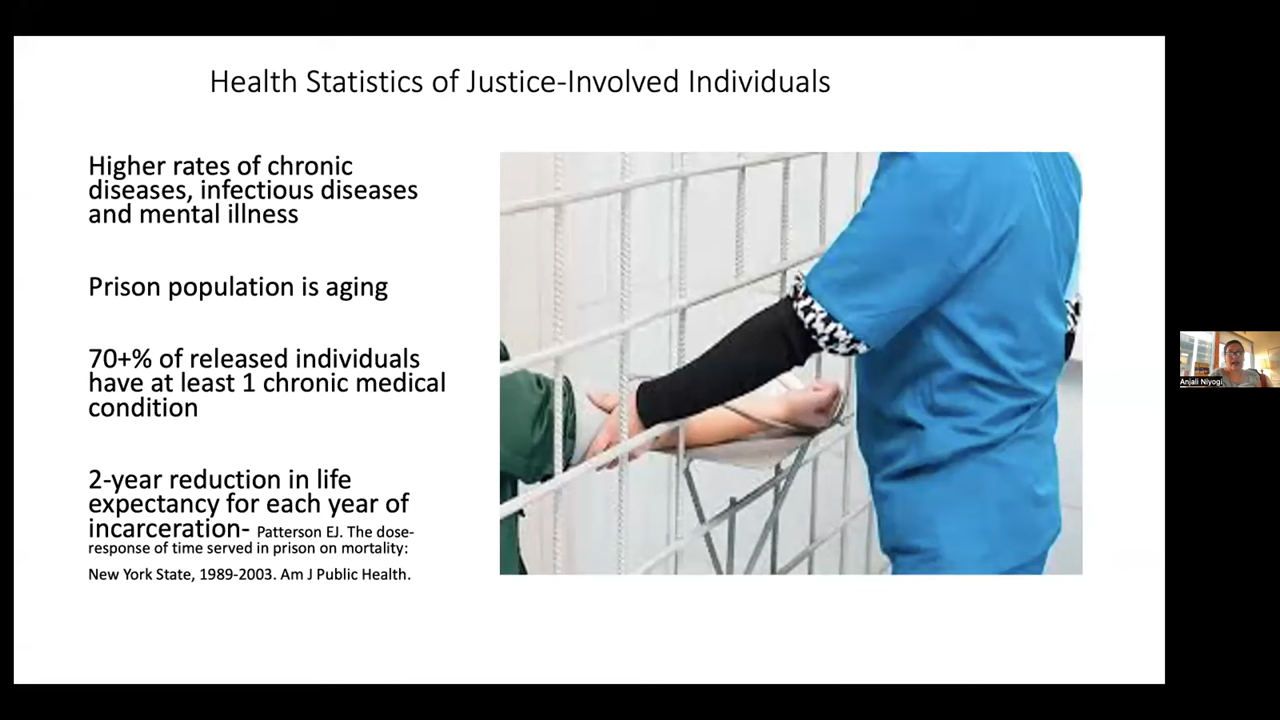 Health Statistics of Justice-Involved Individuals
Higher rates of chronic
diseases, infectious diseases
and mental illness
Prison population is aging
70+% of released individuals
have at least 1 chronic medical
condition
2-year reduction in life
expectancy for each year of
incarceration- Patterson EJ. The dose-
response of time served in prison on mortality:
New York State, 1989-2003. Am J Public Health.
Anjali Niyogi